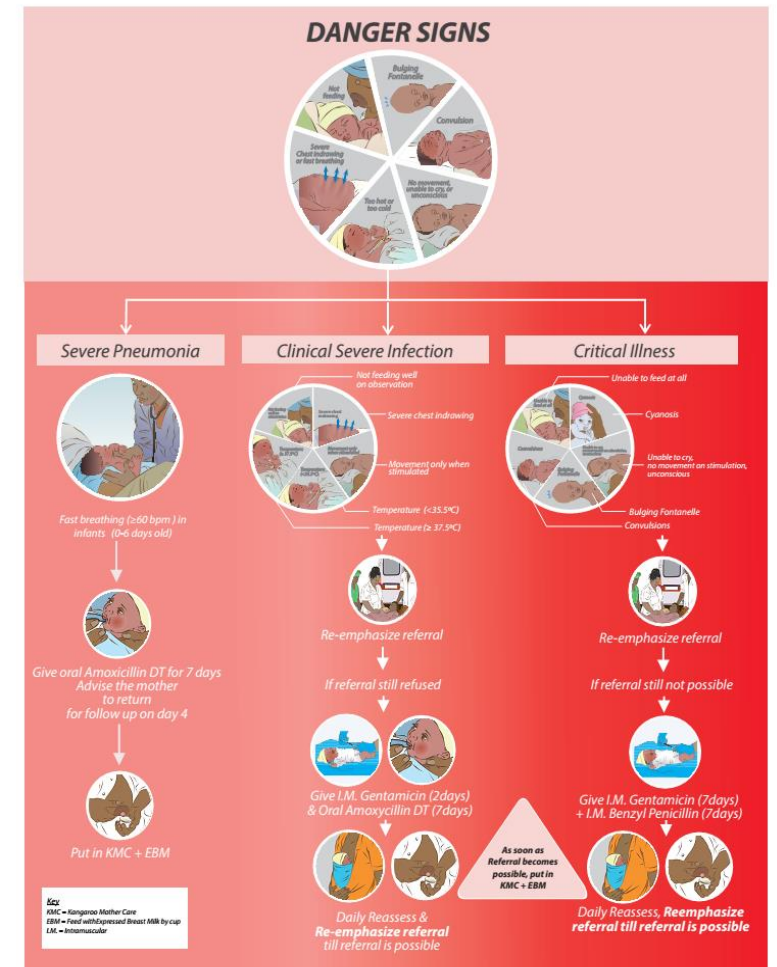 DANGER SIGNS
Bulging
Fontanelle
Not
feeding
Convulsion
Severe
Chest indrawing
or fast breathing
No movement,
unable to cry, or
unconscious
Too hot or
too cold
Severe Pneumonia
Clinical Severe Infection
Critical Illness
Fast breathing (≥60 bpm ) in
infants (0-6 days old)
Give oral Amoxicillin DT for 7 days
Advise the mother
to return
for follow up on day 4
Put in KMC + EBM
Key
KMC = Kangaroo Mother Care
EBM = Feed withExpressed Breast Milk by cup
I.M. = Intramuscular
Not feeding well
on observation
Severe chest indrawing
Movement only when
stimulated
Temperature (<35.5ºC)
Temperature (≥ 37.5ºC)
Re-emphasize referral
If referral still refused
Give I.M. Gentamicin (2days)
& Oral Amoxycillin DT (7days)
Daily Reassess &
Re-emphasize referral
till referral is possible
As soon as
Referral becomes
possible, put in
KMC + EBM
Unable to feed at all
Cyanosis
Unable to cry,
no movement on stimulation,
unconscious
Bulging Fontanelle
Convulsions
Re-emphasize referral
If referral still not possible
Give I.M. Gentamicin (7days)
+ I.M. Benzyl Penicillin (7days)
Daily Reassess, Reemphasize
referral till referral is possible